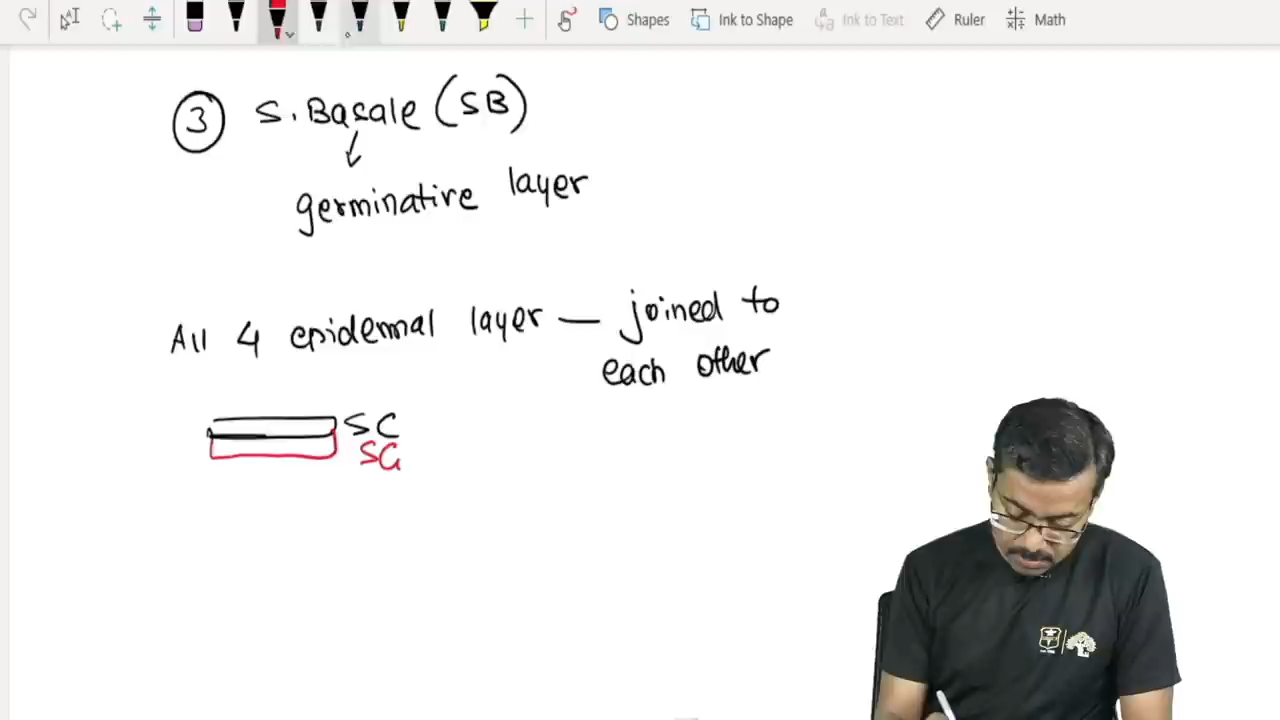 Shapes Ink to Shape Ink to Text Ruler Math
3 S. Basale (SB)
germinative layer
All 4 epidermal layer — joined to
each other
SC
SG